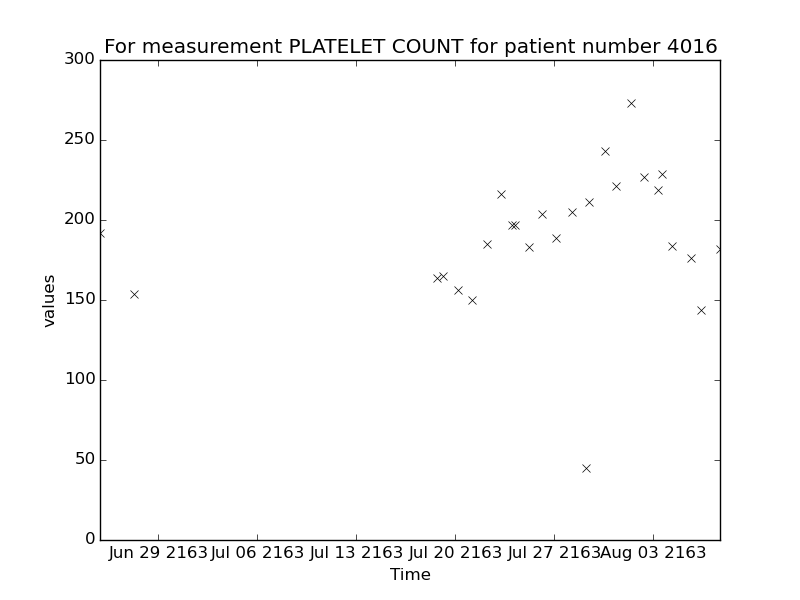 For measurement PLATELET COUNT for patient number 4016
300
250
200
150
100
50
0
values
Jun 29 2163 Jul 06 2163 Jul 13 2163 Jul 20 2163 Jul 27 2163 Aug 03 2163
Time